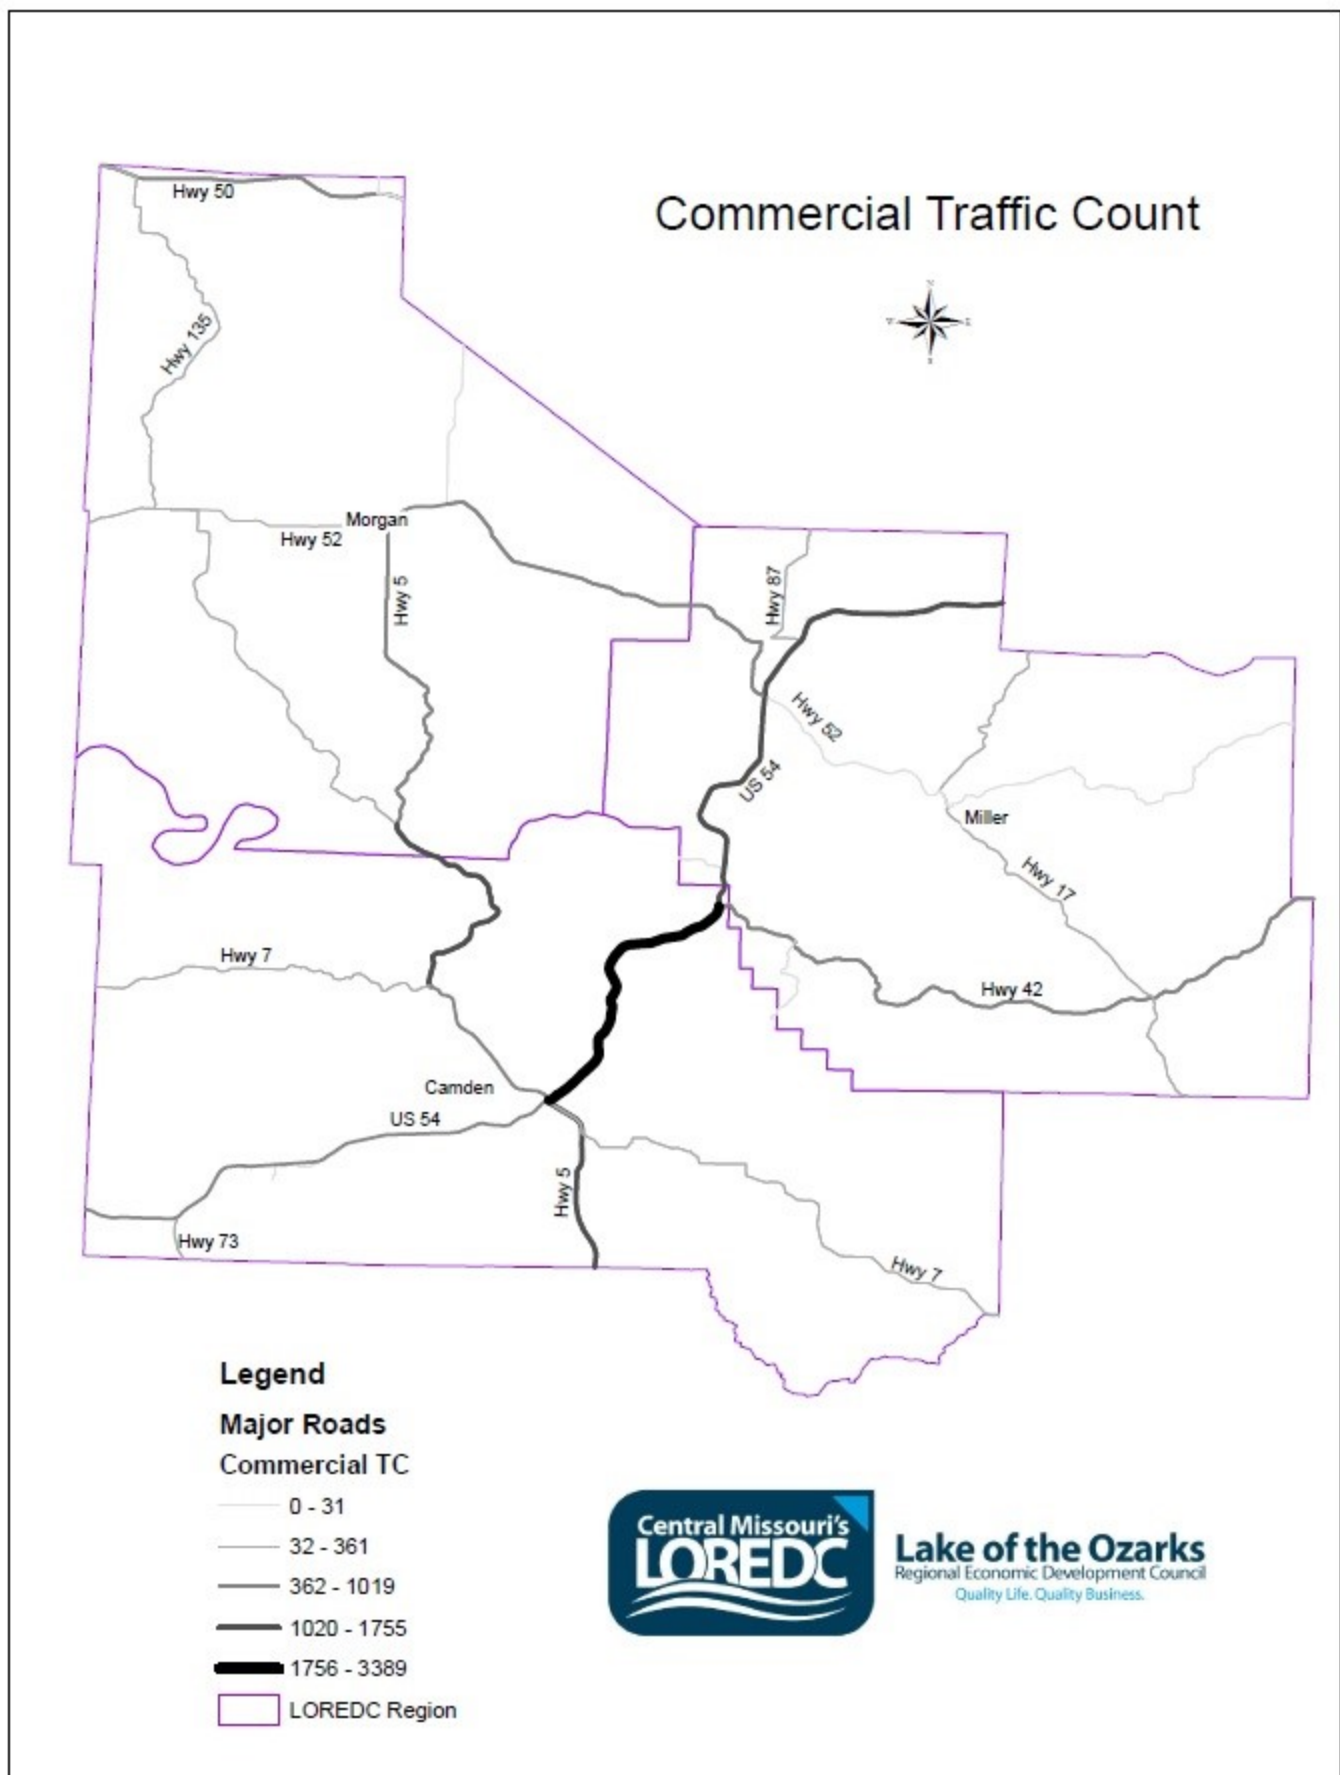 Hwy 50
Commercial Traffic Count
Hwy 135
Morgan
Hwy 52
Hwy 5
Hwy 87
Hwy 52
US 54
Miller
Hwy 17
Hwy 7
Hwy 42
Camden
US 54
Hwy 5
Hwy 73
Hwy 7
Legend
Major Roads
Commercial TC
0 - 31
32 - 361
362 - 1019
1020 - 1755
1756 - 3389
LOREDC Region
Central Missouri's
LOREDC
Lake of the Ozarks
Regional Economic Development Council
Quality Life. Quality Business.